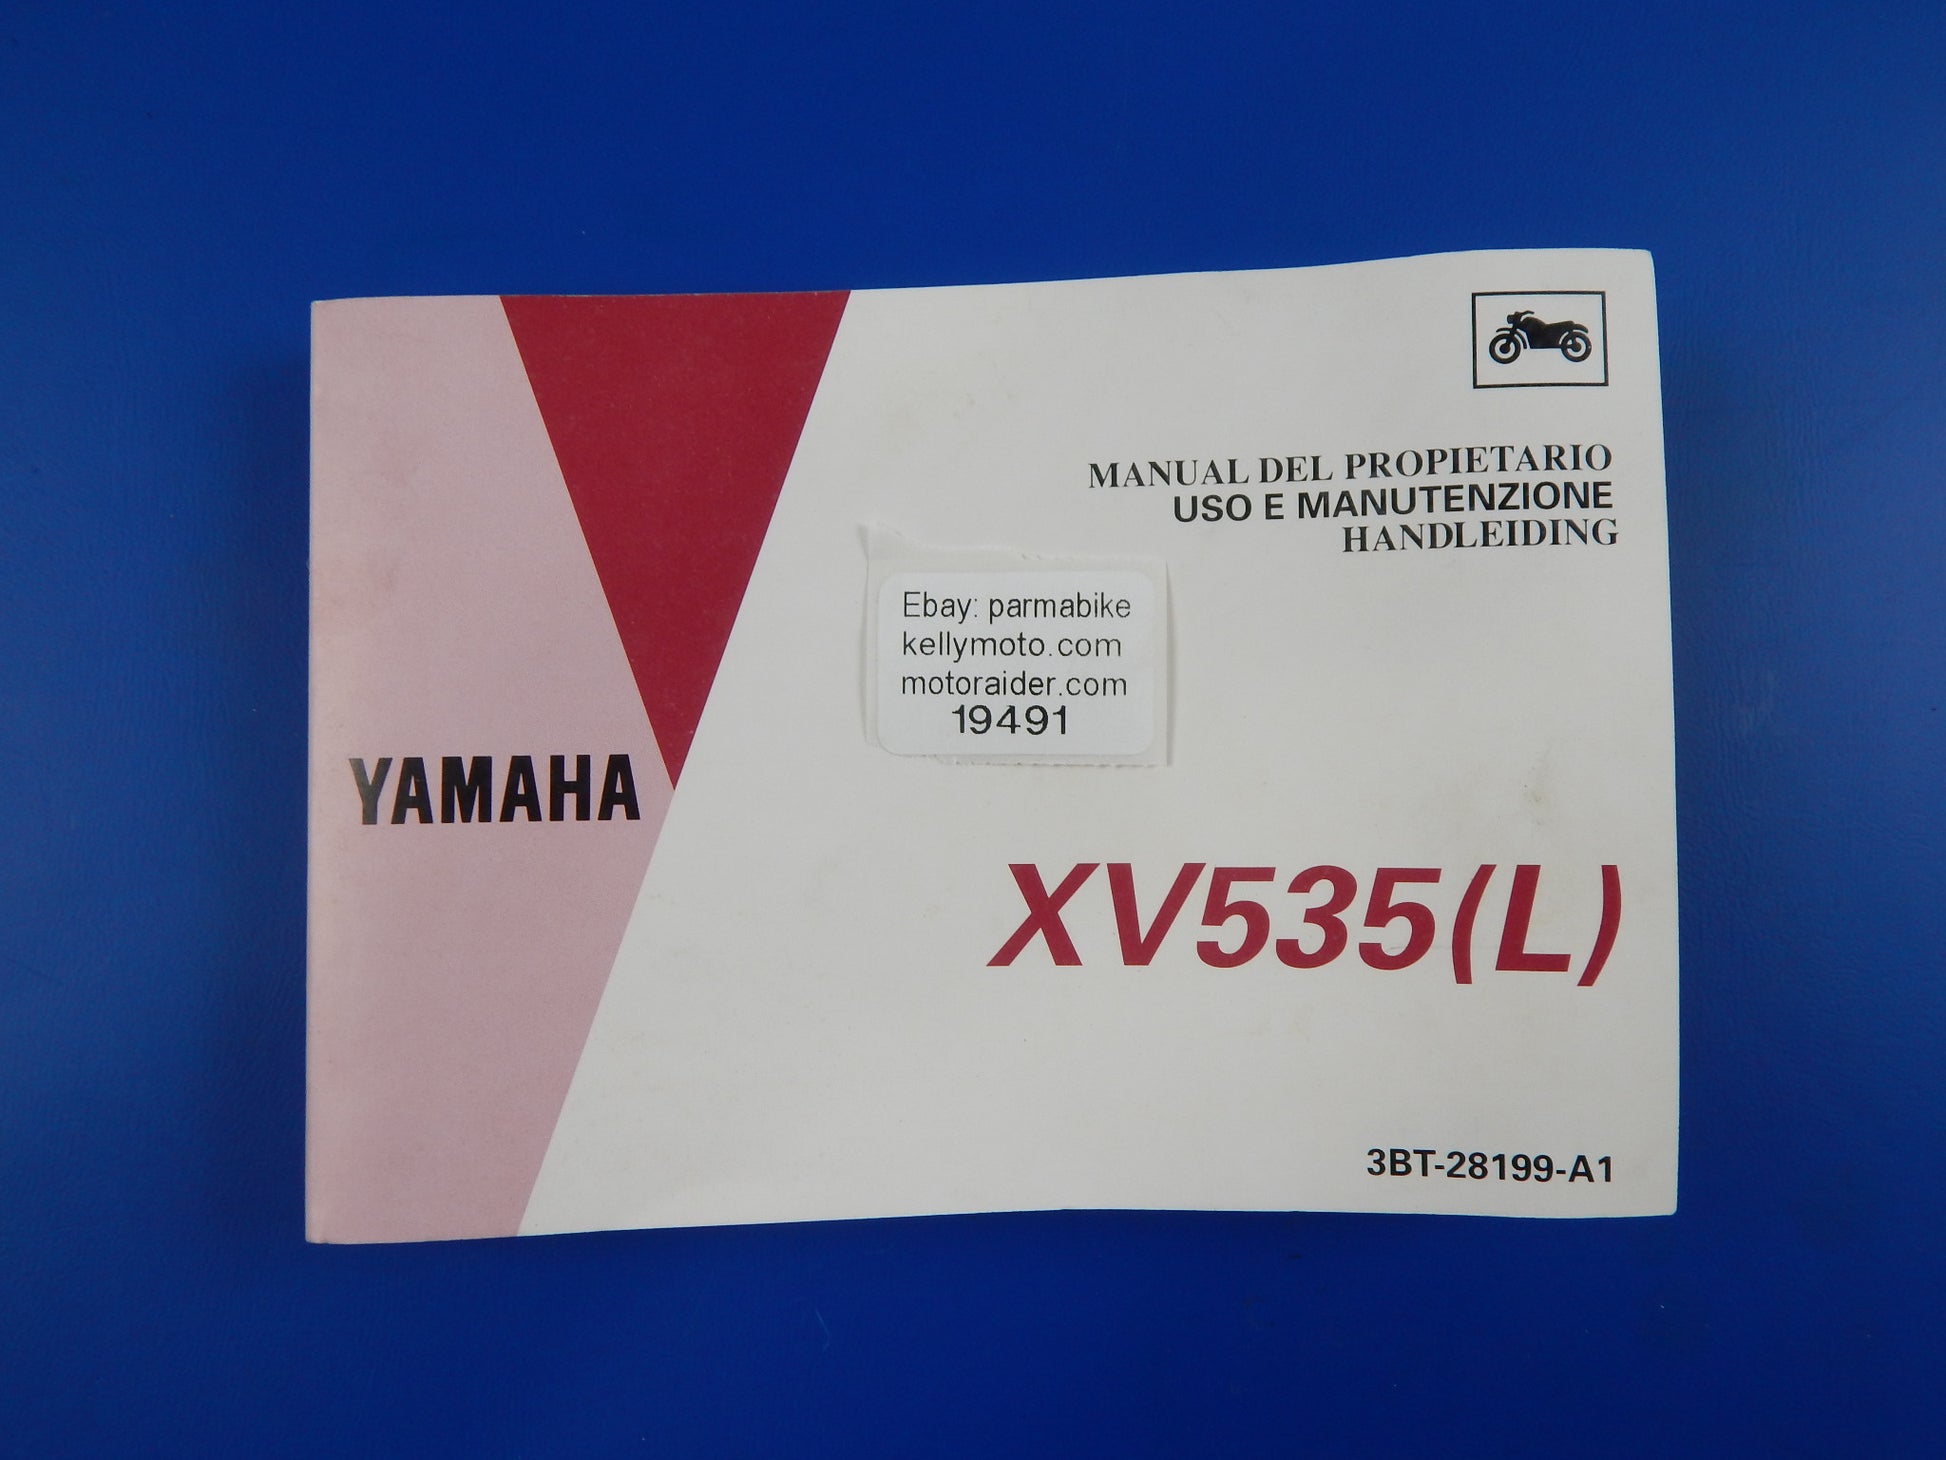 MANUAL DEL PROPIETARIO
USO E MANUTENZIONE
HANDLEIDING
Ebay: parmabike
kellymoto.com
motoraider.com
19491
YAMAHA
XV535(L)
3BT-28199-A1